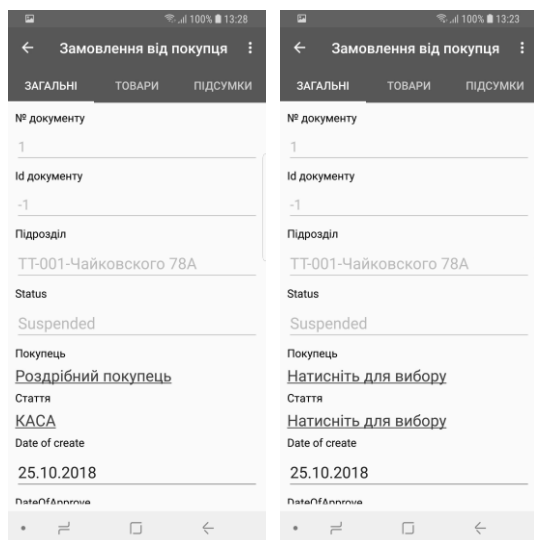 100% 13:28
Замовлення від покупця
ЗАГАЛЬНІ ТОВАРИ ПІДСУМКИ
№ документу
1
Id документу
-1
Підрозділ
ТТ-001-Чайковского 78А
Status
Suspended
Покупець
Роздрібний покупець
Стаття
КАСА
Date of create
25.10.2018
DateOfApprove
100% 13:23
Замовлення від покупця
ЗАГАЛЬНІ ТОВАРИ ПІДСУМКИ
№ документу
1
Id документу
-1
Підрозділ
ТТ-001-Чайковского 78А
Status
Suspended
Покупець
Натисніть для вибору
Стаття
Натисніть для вибору
Date of create
25.10.2018
DateOfApprove